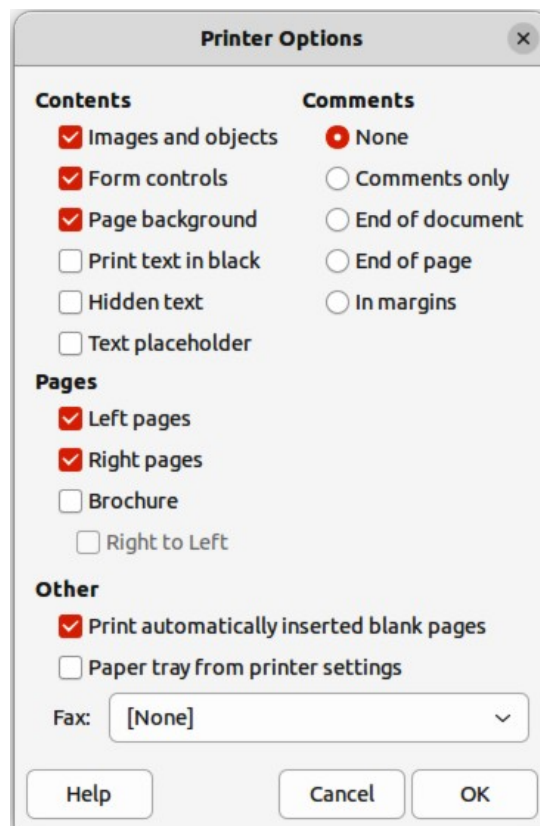 Printer Options
Contents
Images and objects
Form controls
Page background
Print text in black
Hidden text
Text placeholder
Comments
None
Comments only
End of document
End of page
In margins
Pages
Left pages
Right pages
Brochure
Right to Left
Other
Print automatically inserted blank pages
Paper tray from printer settings
Fax: [None]
Help Cancel OK